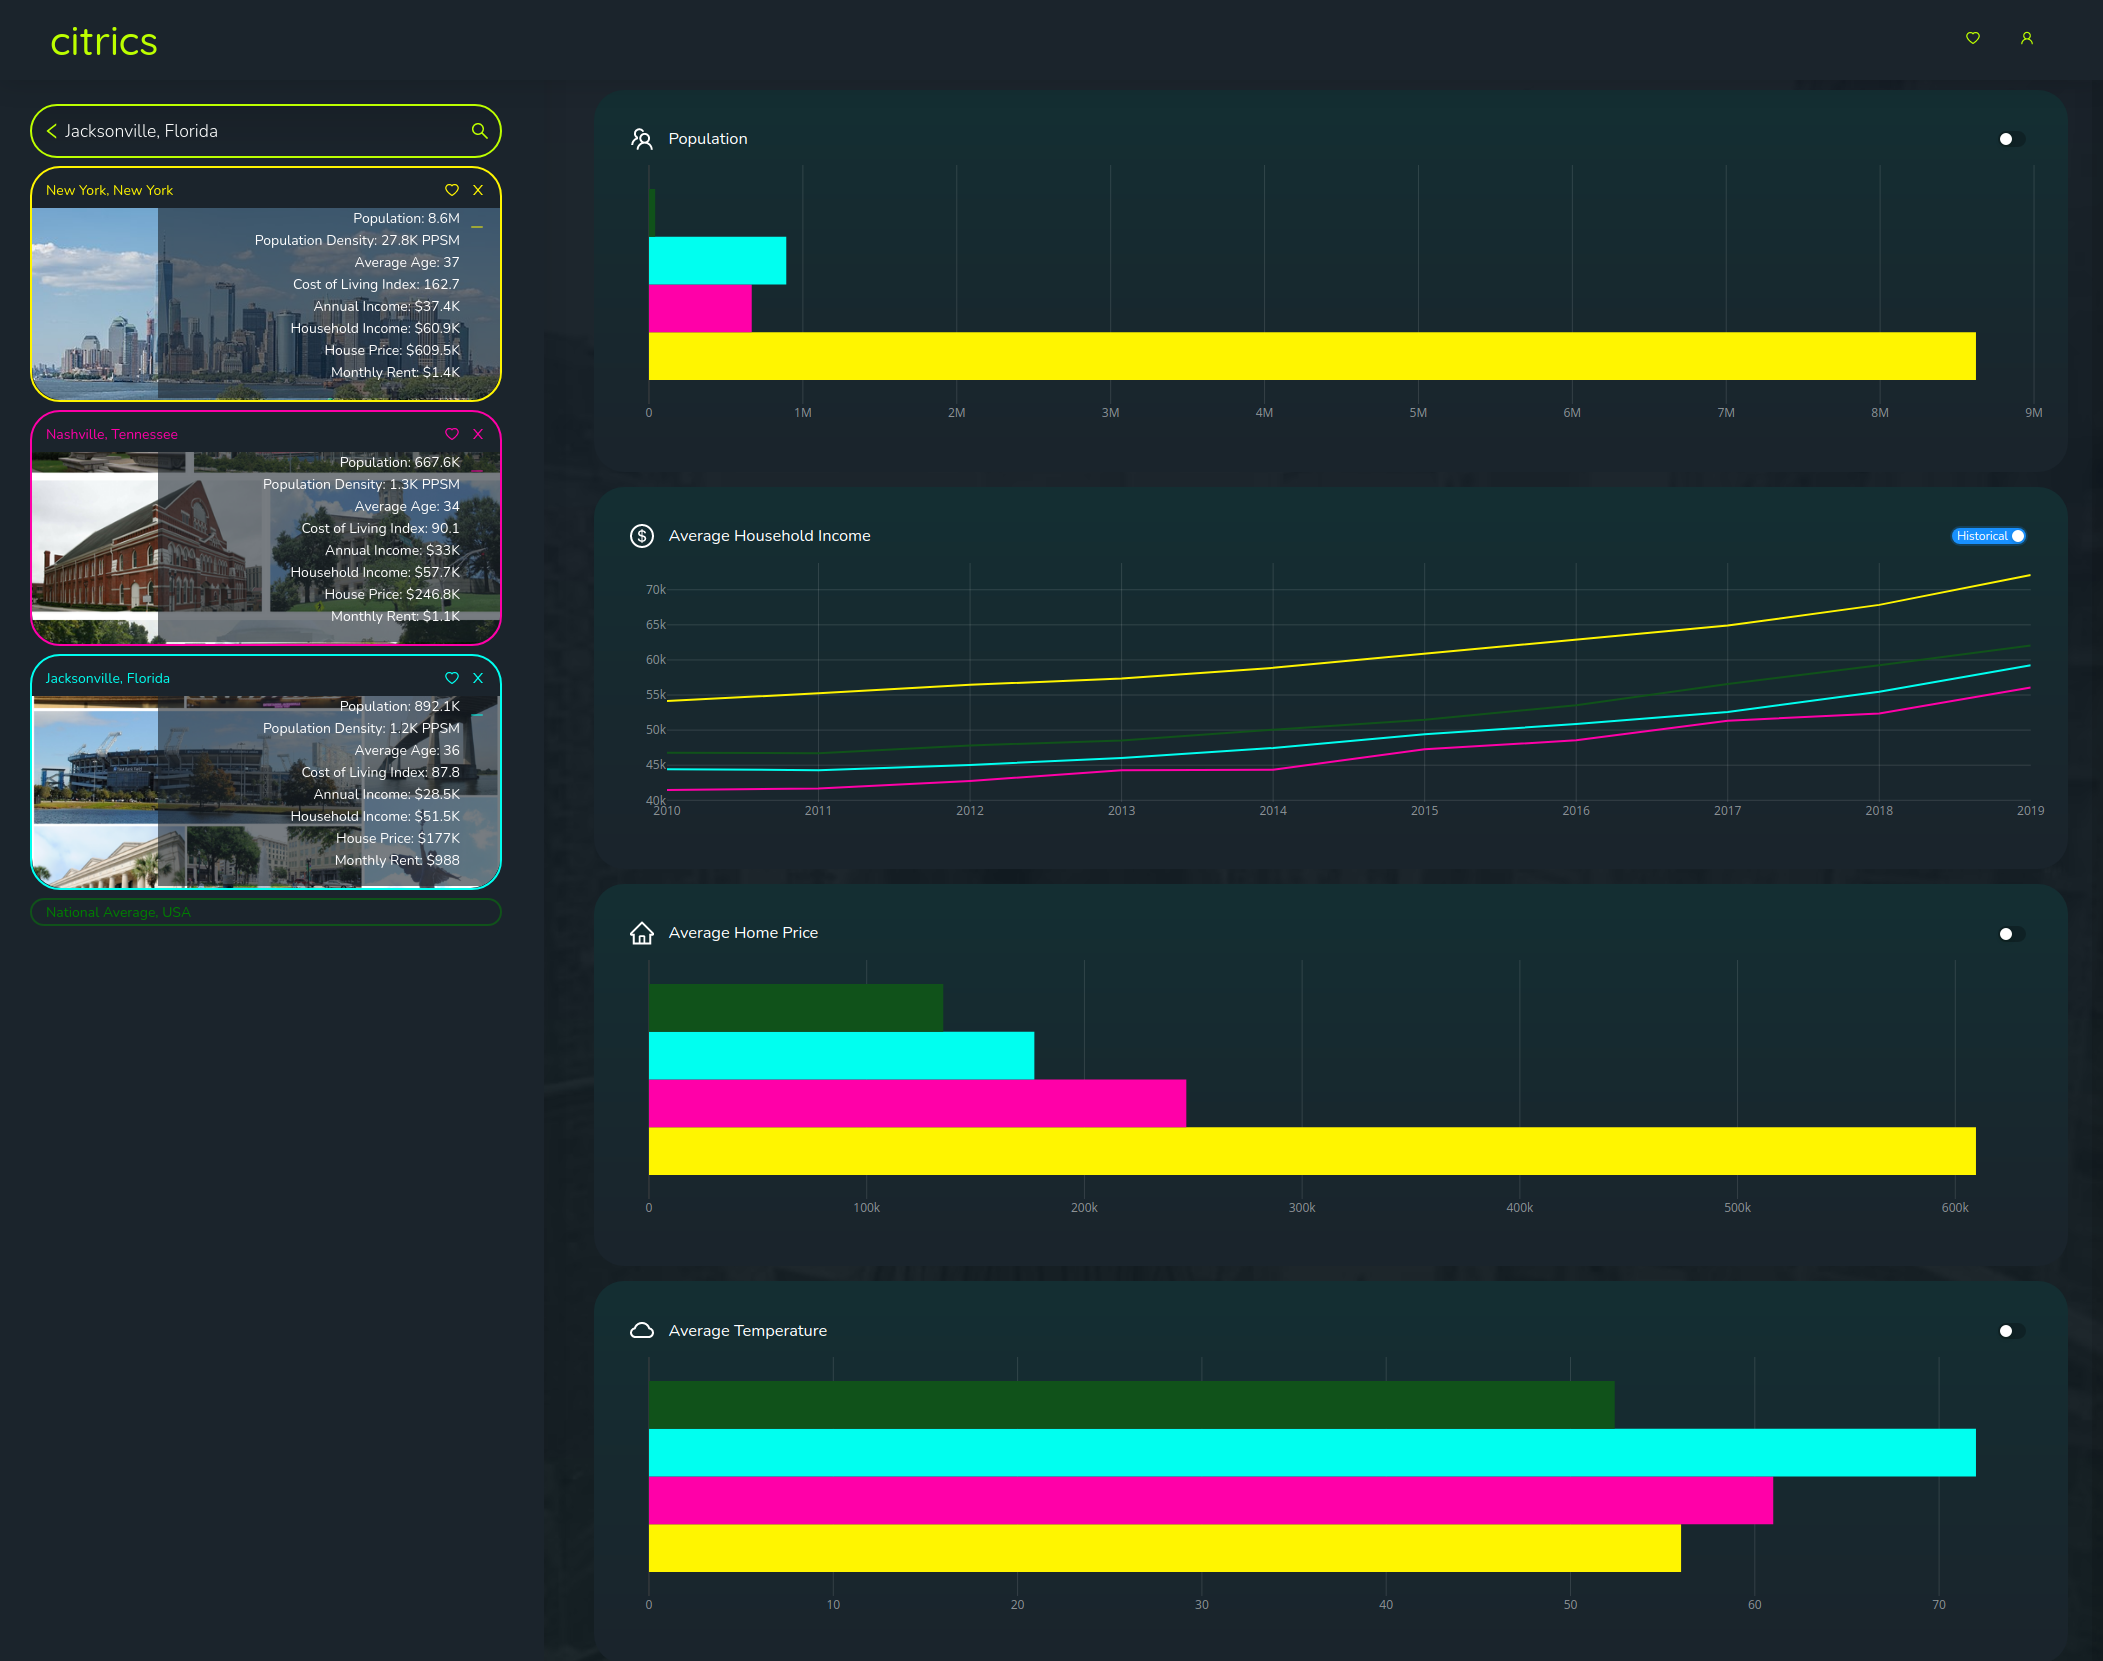 citrics
Jacksonville, Florida
New York, New York X
Population: 8.6M
Population Density: 27.8K PPSM
Average Age: 37
Cost of Living Index: 162.7
Annual Income: $37.4K
Household Income: $60.9K
House Price: $609.5K
Monthly Rent: $1.4K
Nashville, Tennessee X
Population: 667.6K
Population Density: 1.3K PPSM
Average Age: 34
Cost of Living Index: 90.1
Annual Income: $33K
Household Income: $57.7K
House Price: $246.8K
Monthly Rent: $1.1K
Jacksonville, Florida X
Population: 892.1K
Population Density: 1.2K PPSM
Average Age: 36
Cost of Living Index: 87.8
Annual Income: $28.5K
Household Income: $51.5K
House Price: $177K
Monthly Rent: $988
National Average, USA
Population
0 1M 2M 3M 4M 5M 6M 7M 8M 9M
Average Household Income
Historical
70k
65k
60k
55k
50k
45k
40k
2010 2011 2012 2013 2014 2015 2016 2017 2018 2019
Average Home Price
0 100k 200k 300k 400k 500k 600k
Average Temperature
0 10 20 30 40 50 60 70